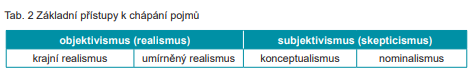 Tab. 2 Základní přístupy k chápání pojmů
objektivismus (realismus) subjektivismus (skepticismus)
krajní realismus umírněný realismus konceptualismus nominalismus